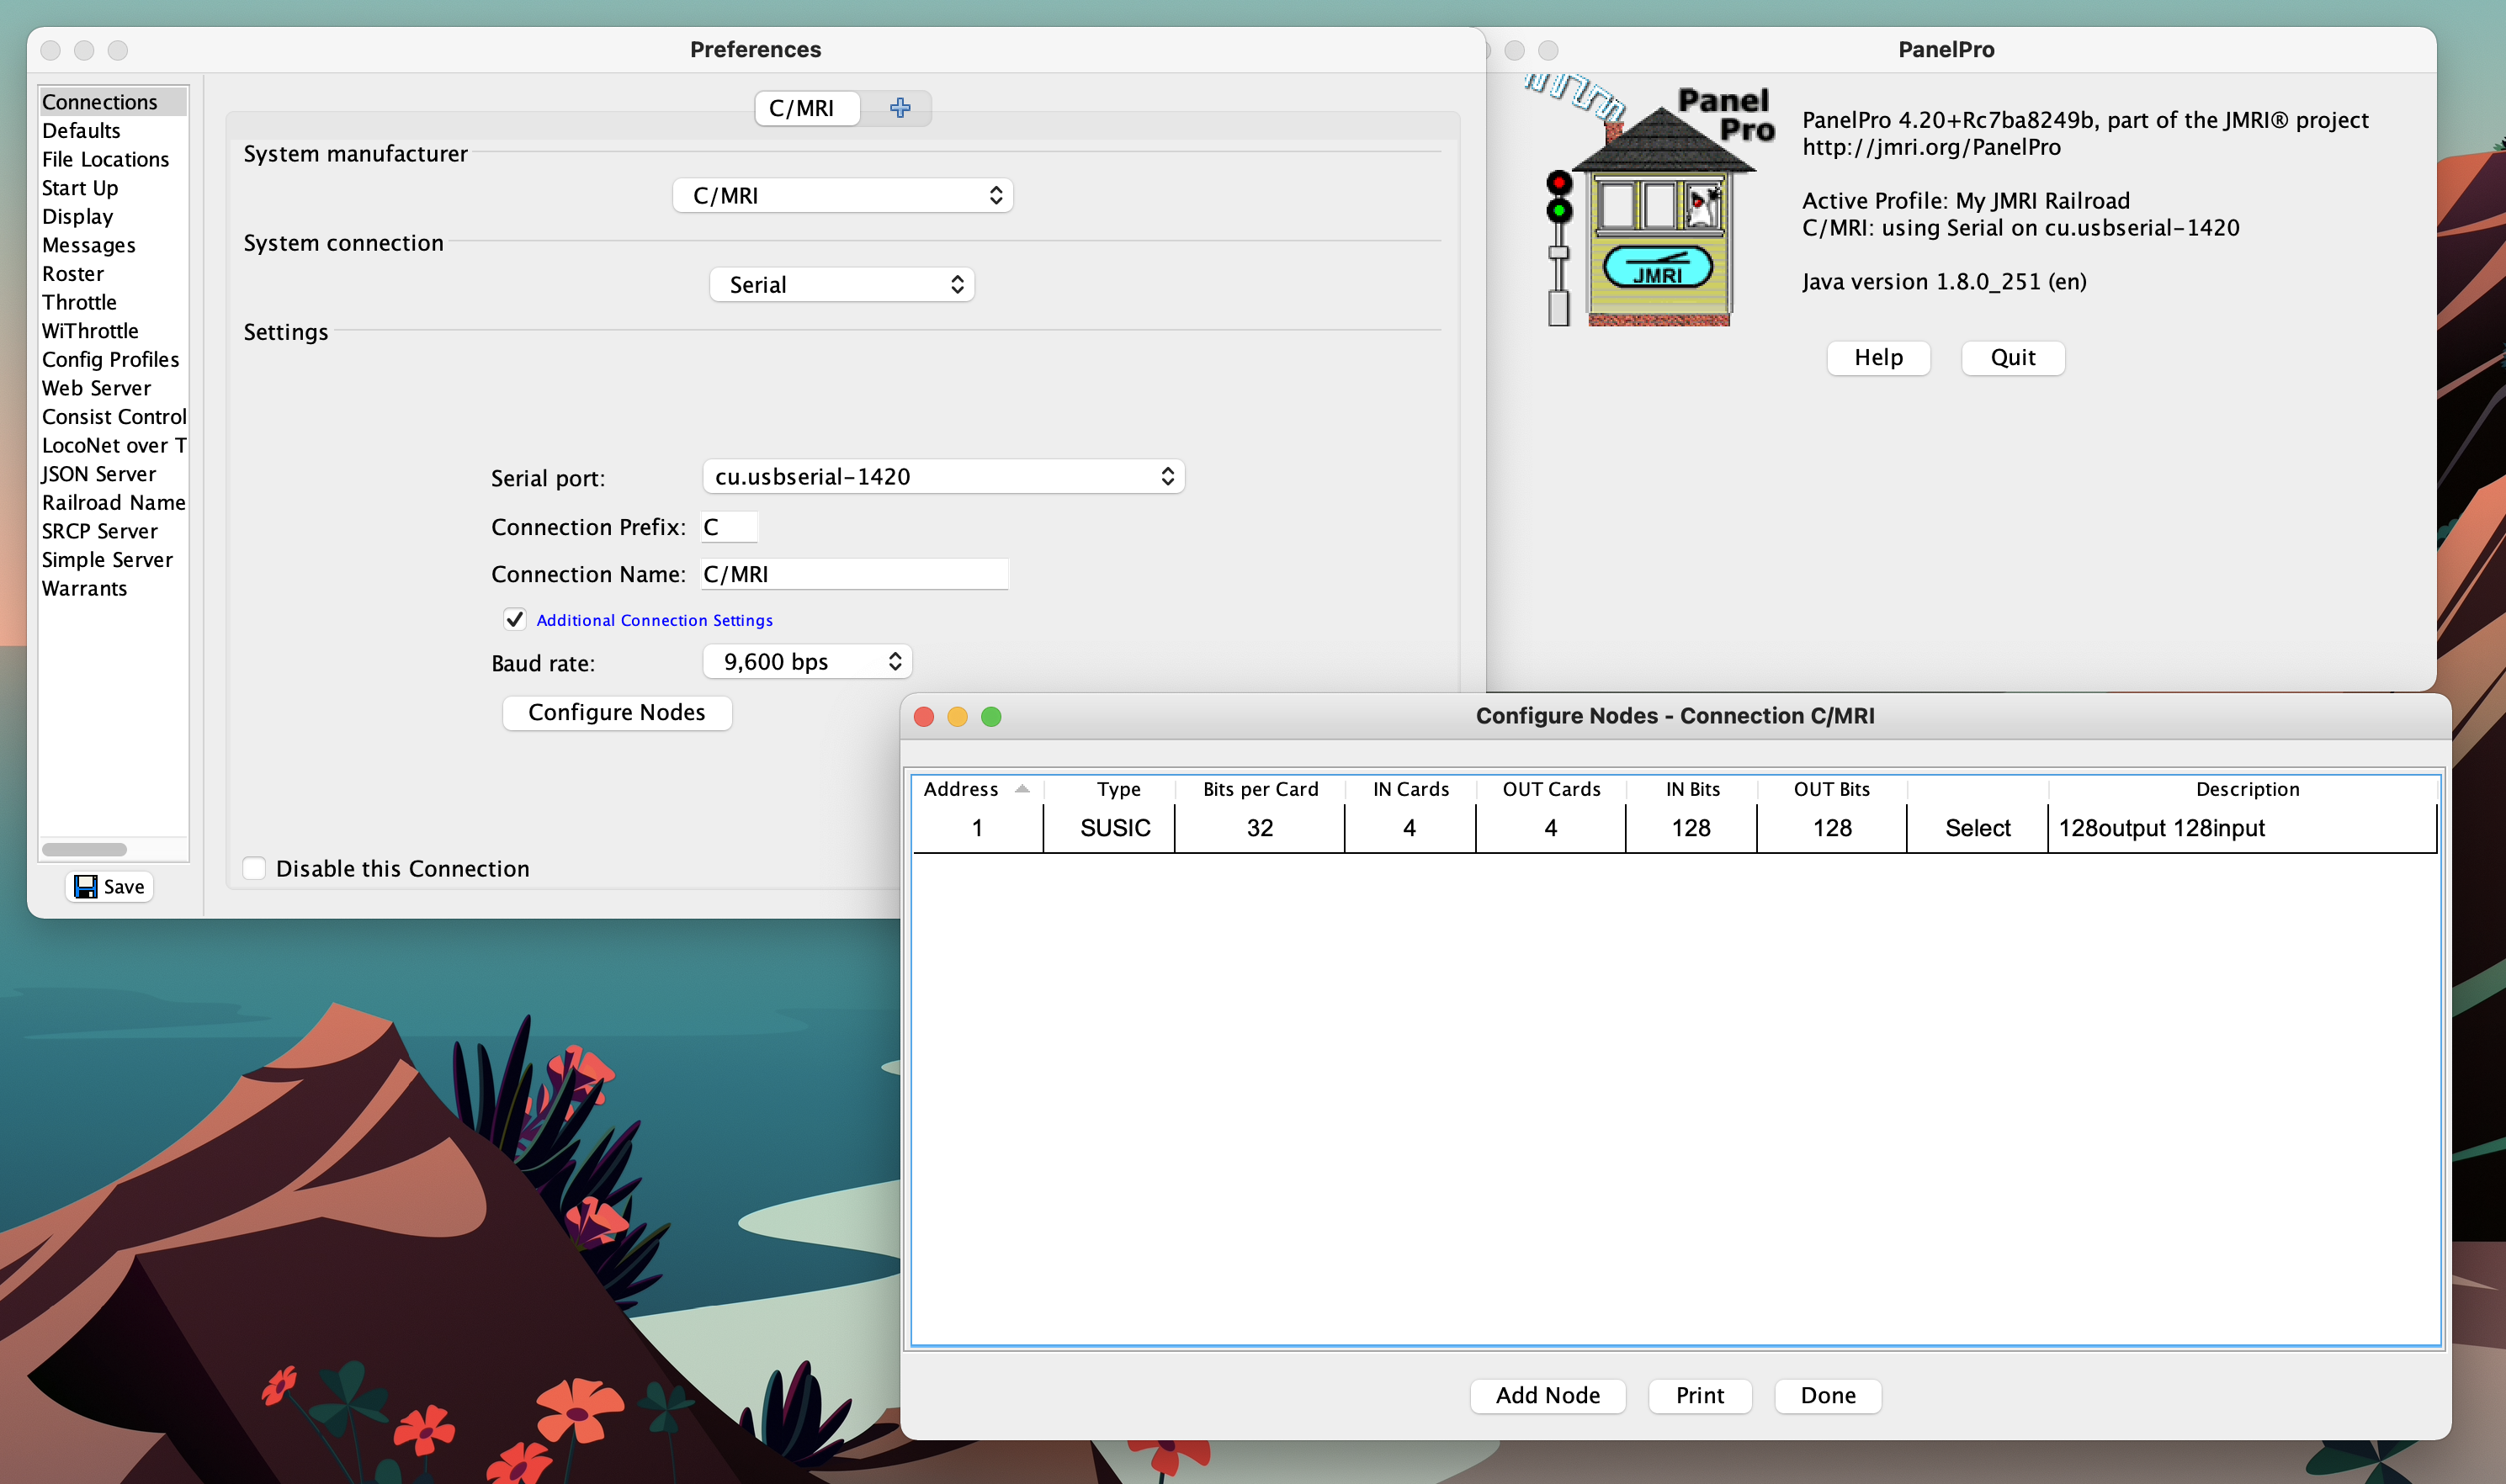 Preferences
Connections
Defaults
File Locations
Start Up
Display
Messages
Roster
Throttle
WiThrottle
Config Profiles
Web Server
Consist Control
LocoNet over T
JSON Server
Railroad Name
SRCP Server
Simple Server
Warrants
Save
C/MRI
System manufacturer
C/MRI
System connection
Serial
Settings
Serial port: cu.usbserial-1420
Connection Prefix: C
Connection Name: C/MRI
Additional Connection Settings
Baud rate: 9,600 bps
Configure Nodes
Disable this Connection
PanelPro
Panel
Pro
JMRI
PanelPro 4.20+Rc7ba8249b, part of the JMRI® project
http://jmri.org/PanelPro
Active Profile: My JMRI Railroad
C/MRI: using Serial on cu.usbserial-1420
Java version 1.8.0_251 (en)
Help Quit
Configure Nodes - Connection C/MRI
Address Type Bits per Card IN Cards OUT Cards IN Bits OUT Bits Description
1 SUSIC 32 4 4 128 128 Select 128output 128input
Add Node Print Done